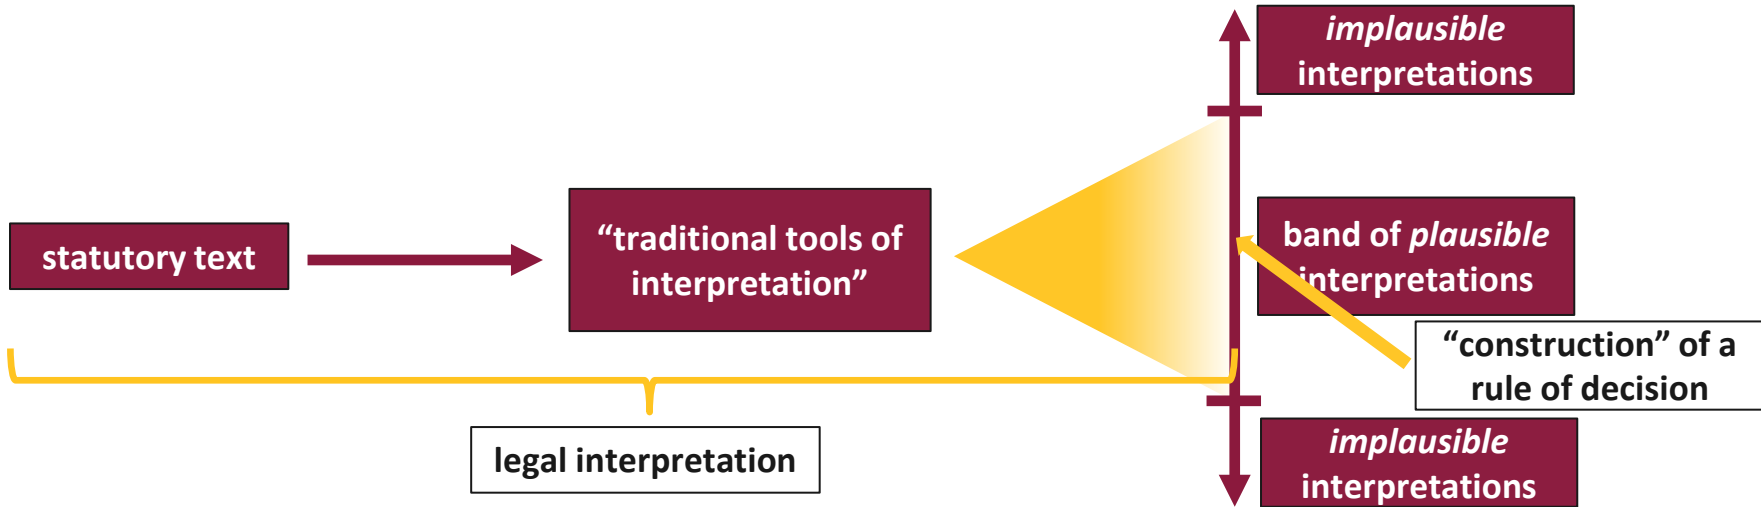 statutory text
“traditional tools of
interpretation”
implausible
interpretations
band of plausible
interpretations
“construction” of a
rule of decision
implausible
interpretations
legal interpretation